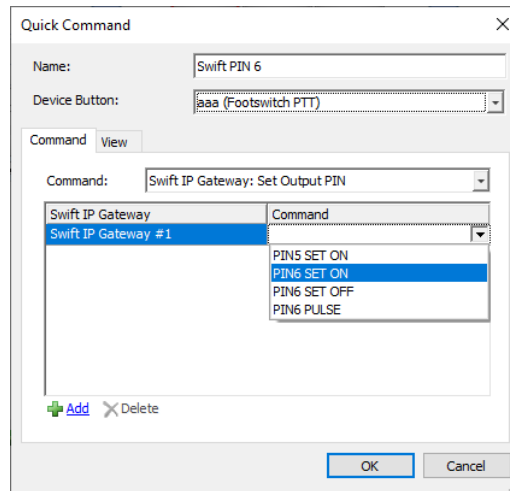 Quick Command
Name: Swift PIN 6
Device Button: aaa (Footswitch PTT)
Command View
Command: Swift IP Gateway: Set Output PIN
Swift IP Gateway Command
Swift IP Gateway #1
PIN5 SET ON
PIN6 SET ON
PIN6 SET OFF
PIN6 PULSE
Add Delete
OK Cancel